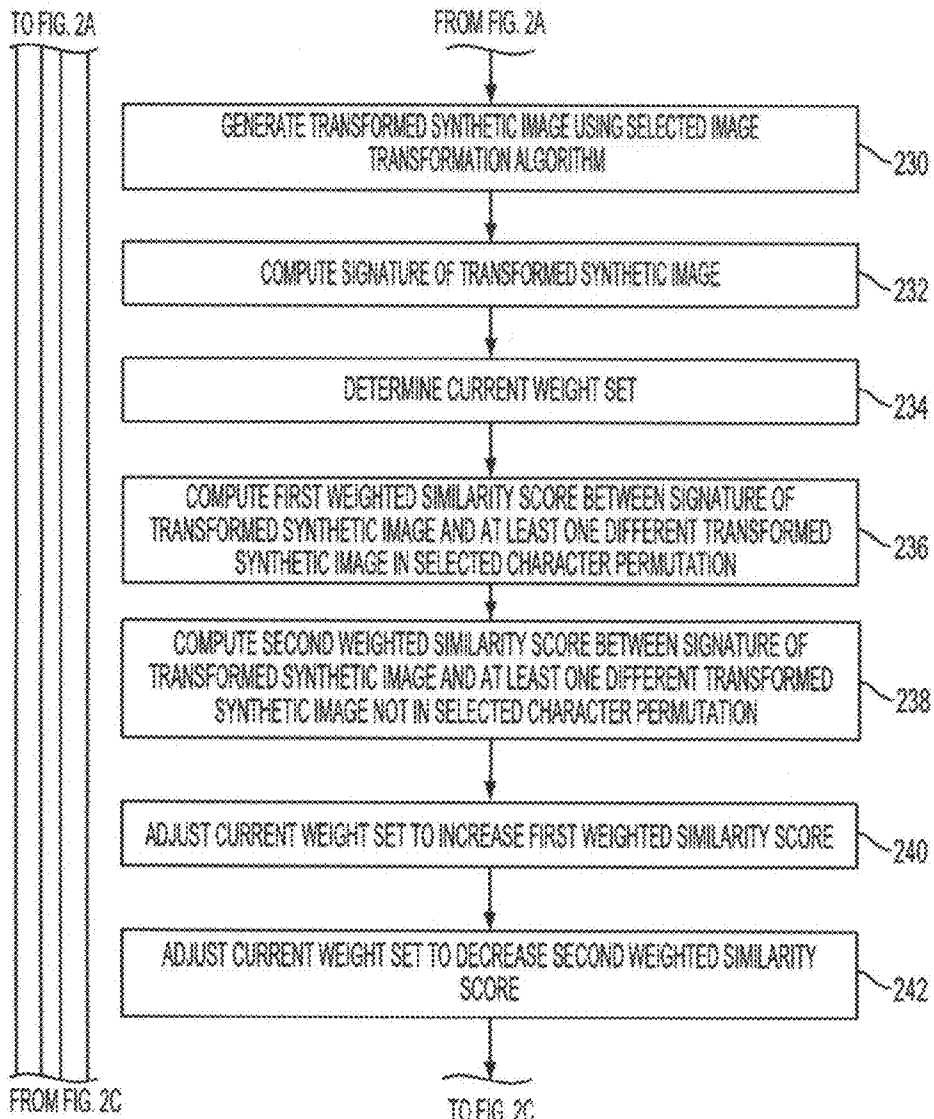 TO FIG. 2A
FROM FIG. 2A
GENERATE TRANSFORMED SYNTHETIC IMAGE USING SELECTED IMAGE
TRANSFORMATION ALGORITHM
230
COMPUTE SIGNATURE OF TRANSFORMED SYNTHETIC IMAGE
232
DETERMINE CURRENT WEIGHT SET
234
COMPUTE FIRST WEIGHTED SIMILARITY SCORE BETWEEN SIGNATURE OF
TRANSFORMED SYNTHETIC IMAGE AND AT LEAST ONE DIFFERENT TRANSFORMED
SYNTHETIC IMAGE IN SELECTED CHARACTER PERMUTATION
236
COMPUTE SECOND WEIGHTED SIMILARITY SCORE BETWEEN SIGNATURE OF
TRANSFORMED SYNTHETIC IMAGE AND AT LEAST ONE DIFFERENT TRANSFORMED
SYNTHETIC IMAGE NOT IN SELECTED CHARACTER PERMUTATION
238
ADJUST CURRENT WEIGHT SET TO INCREASE FIRST WEIGHTED SIMILARITY SCORE
240
ADJUST CURRENT WEIGHT SET TO DECREASE SECOND WEIGHTED SIMILARITY
SCORE
242
FROM FIG. 2C
TO FIG. 2C